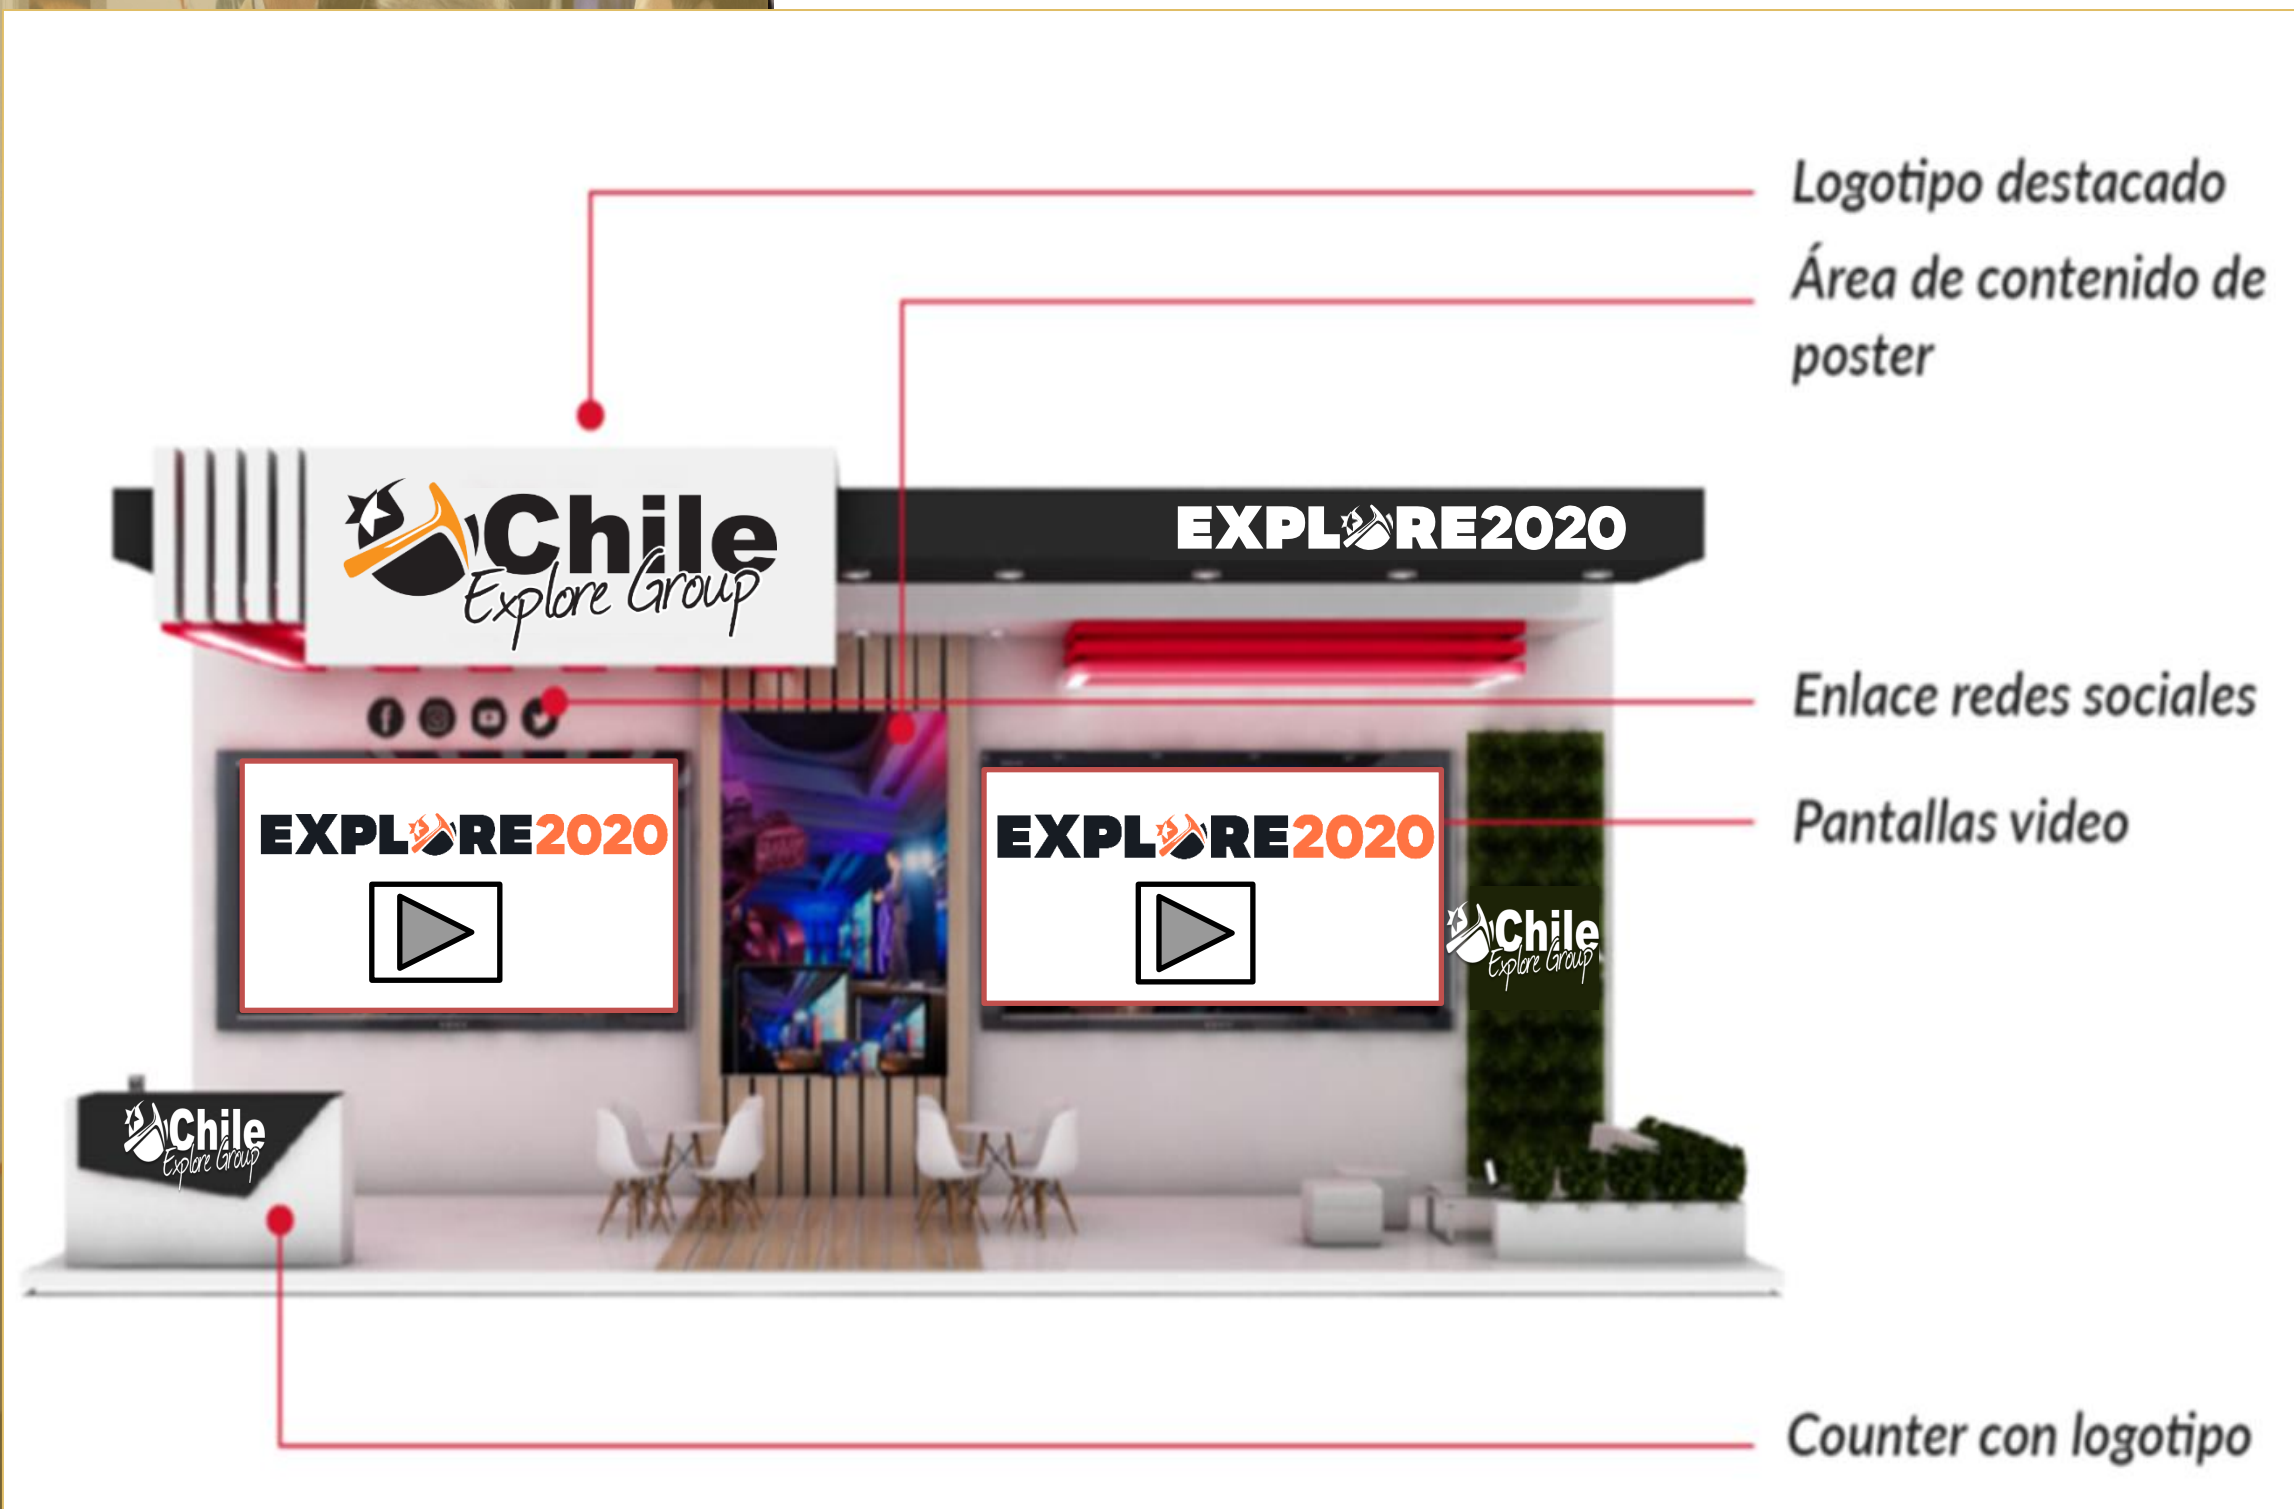 Logotipo destacado
Área de contenido de
poster
Chile
Explore Group
EXPLORE2020
Enlace redes sociales
EXPLORE2020
EXPLORE2020
Pantallas video
Chile
Explore Group
Chile
Explore Group
Counter con logotipo